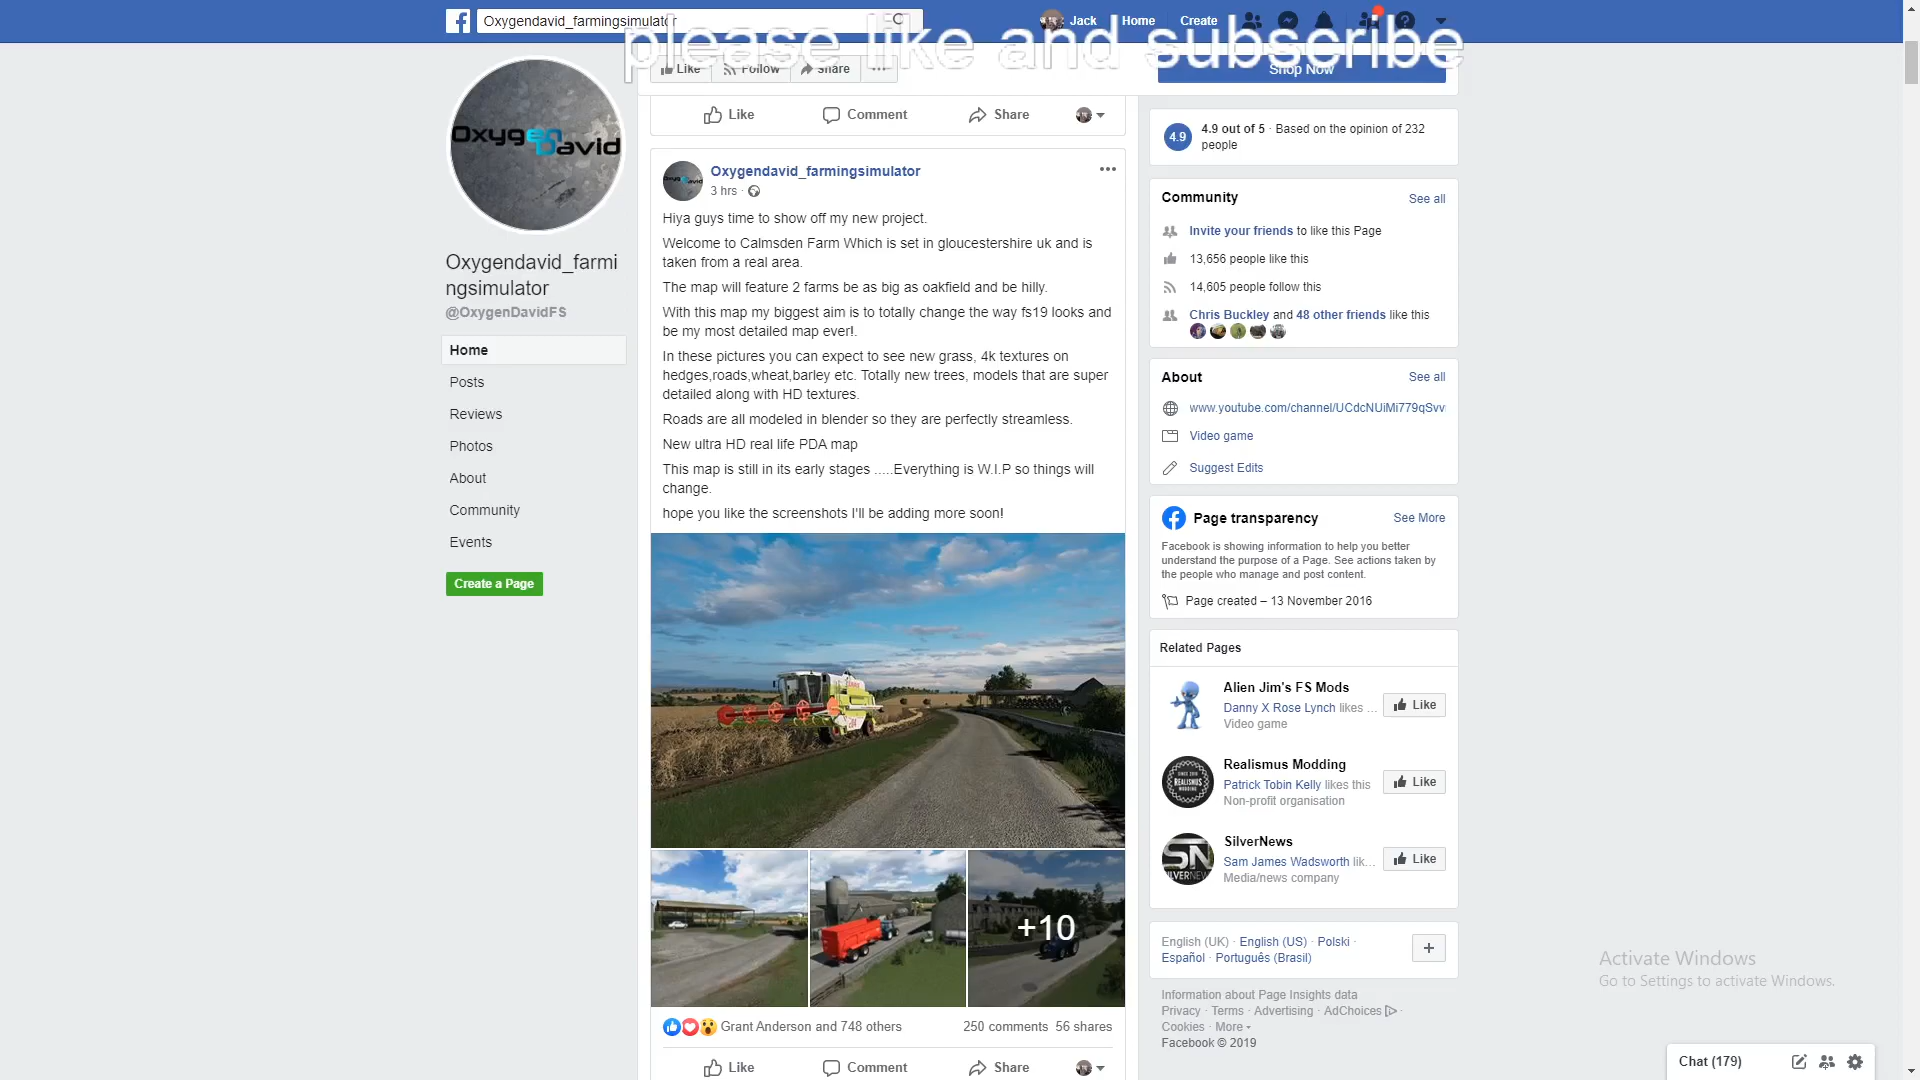 Oxygendavid_farmingsimulator
Jack Home Create
please like and subscribe
Like Follow Share
Shop Now
Like Comment Share
Oxygen David
Oxygendavid_farmi
ngsimulator
@OxygenDavidFS
Home
Posts
Reviews
Photos
About
Community
Events
Create a Page
Oxygendavid_farmingsimulator
3 hrs ·
Hiya guys time to show off my new project.
Welcome to Calmsden Farm Which is set in gloucestershire uk and is
taken from a real area.
The map will feature 2 farms be as big as oakfield and be hilly.
With this map my biggest aim is to totally change the way fs19 looks and
be my most detailed map ever!.
In these pictures you can expect to see new grass, 4k textures on
hedges,roads,wheat,barley etc. Totally new trees, models that are super
detailed along with HD textures.
Roads are all modeled in blender so they are perfectly streamless.
New ultra HD real life PDA map
This map is still in its early stages .....Everything is W.I.P so things will
change.
hope you like the screenshots I'll be adding more soon!
+10
Grant Anderson and 748 others 250 comments 56 shares
Like Comment Share
4.9
4.9 out of 5 · Based on the opinion of 232
people
Community See all
Invite your friends to like this Page
13,656 people like this
14,605 people follow this
Chris Buckley and 48 other friends like this
About See all
www.youtube.com/channel/UCdcNUiMi779qSvv
Video game
Suggest Edits
Page transparency See More
Facebook is showing information to help you better
understand the purpose of a Page. See actions taken by
the people who manage and post content.
Page created – 13 November 2016
Related Pages
Alien Jim's FS Mods
Danny X Rose Lynch likes ...
Video game
Like
REALISMUS
MODDING
Realismus Modding
Patrick Tobin Kelly likes this
Non-profit organisation
Like
SN
SilverNews
Sam James Wadsworth lik...
Media/news company
Like
English (UK) · English (US) · Polski ·
Español · Português (Brasil)
+
Information about Page Insights data
Privacy · Terms · Advertising · AdChoices ·
Cookies · More
Facebook © 2019
Activate Windows
Go to Settings to activate Windows.
Chat (179)